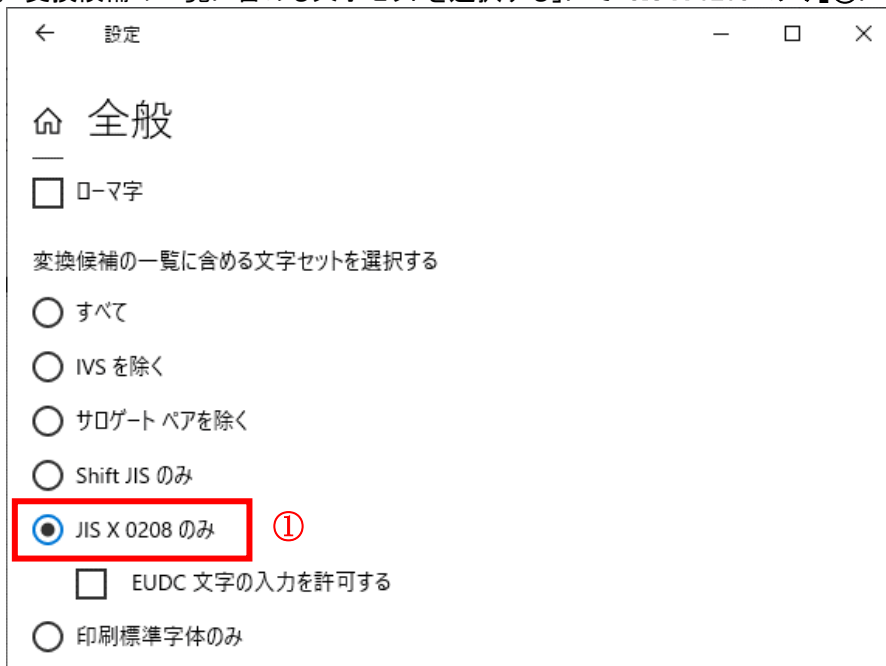 設定
全般
ローマ字
変換候補の一覧に含める文字セットを選択する
すべて
IVS を除く
サロゲート ペアを除く
Shift JIS のみ
JIS X 0208 のみ ①
EUDC 文字の入力を許可する
印刷標準字体のみ